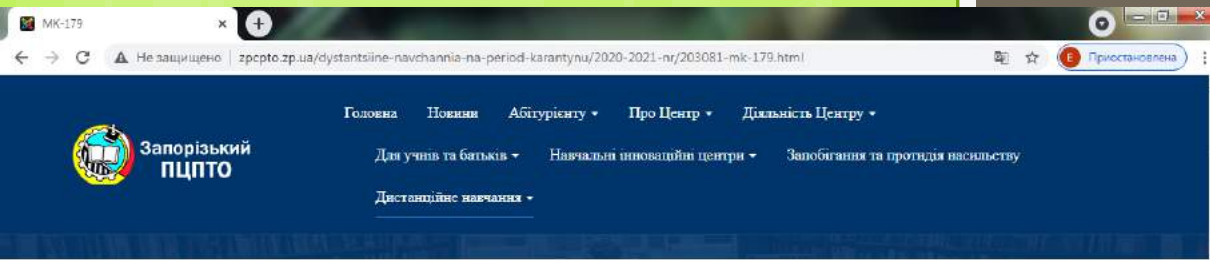 МК-179
Не защищено | zpcpto.zp.ua/dystantsiine-navchannia-na-period-karantynu/2020-2021-nr/203081-mk-179.html
E Приостановлена
Головна Новини Абітурієнту Про Центр Діяльність Центру
Запорізький
ПЦПТО
Для учнів та батьків Навчальні інноваційні центри Запобігання та протидія насильству
Дистанційне навчання